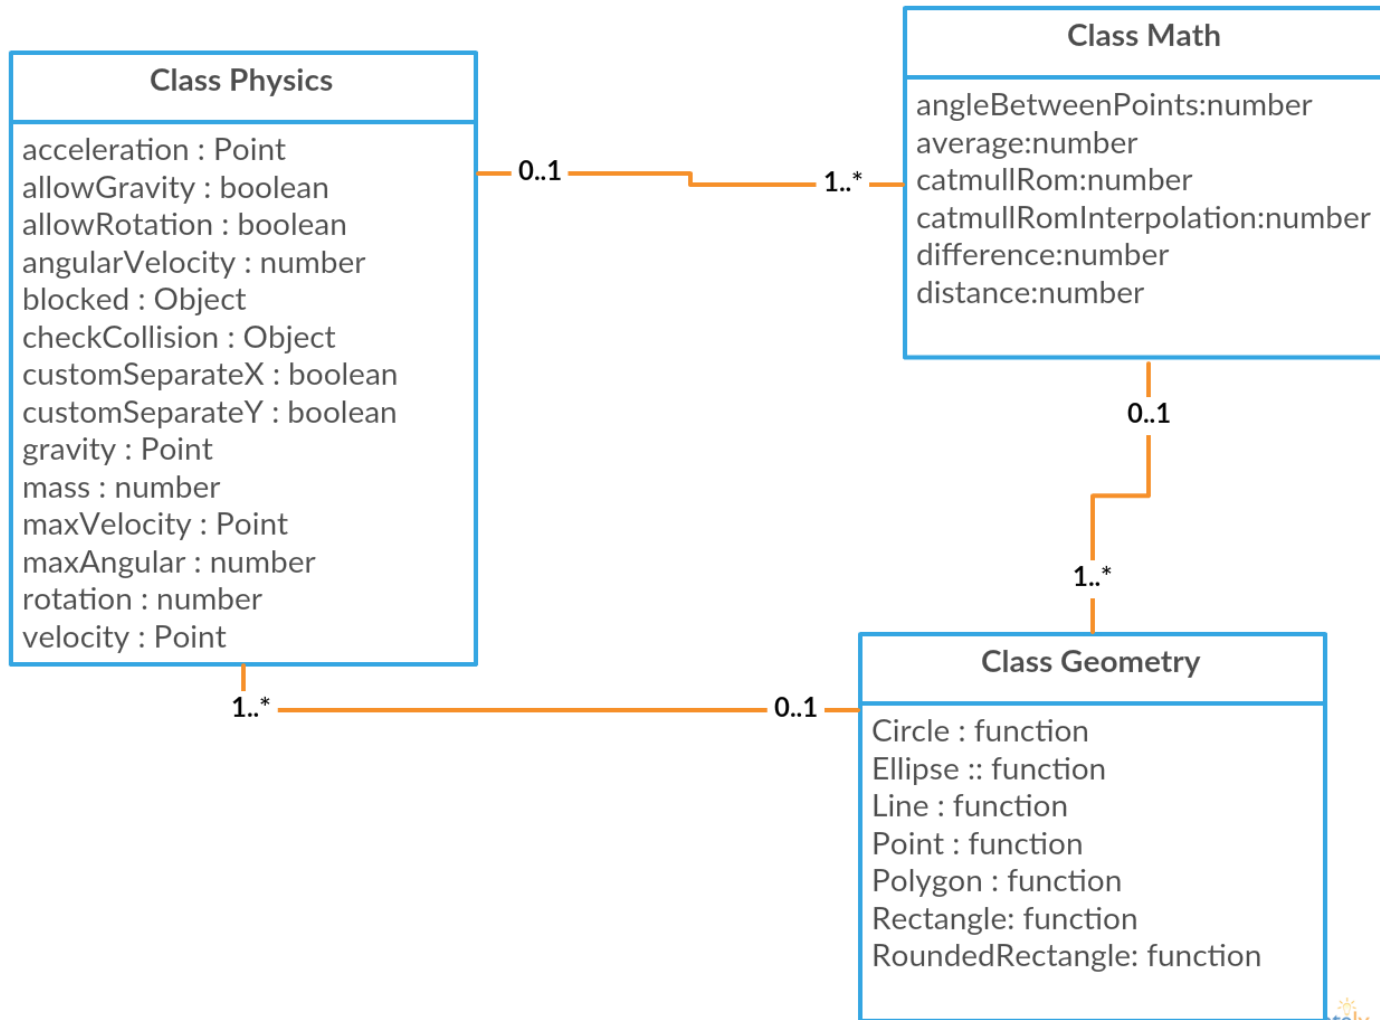 Class Physics
acceleration : Point
allowGravity : boolean
allowRotation : boolean
angularVelocity : number
blocked : Object
checkCollision : Object
customSeparateX : boolean
customSeparateY : boolean
gravity : Point
mass : number
maxVelocity : Point
maxAngular : number
rotation : number
velocity : Point
0..1
1..*
Class Math
angleBetweenPoints:number
average:number
catmullRom:number
catmullRomInterpolation:number
difference:number
distance:number
0..1
1..*
1..*
0..1
Class Geometry
Circle : function
Ellipse :: function
Line : function
Point : function
Polygon : function
Rectangle: function
RoundedRectangle: function